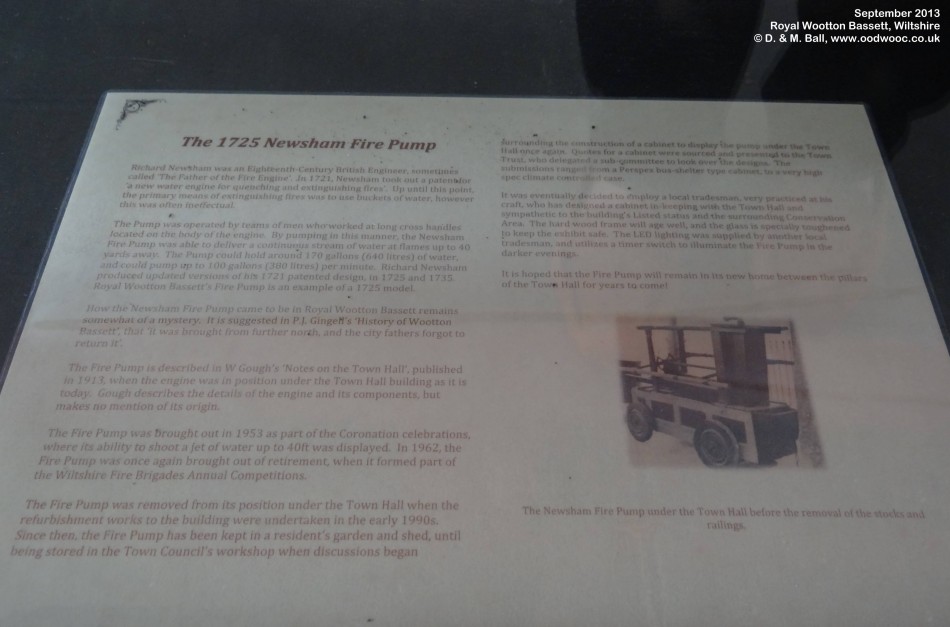 September 2013
Royal Wootton Bassett, Wiltshire
© D. & M. Ball, www.oodwooc.co.uk
The 1725 Newsham Fire Pump
Richard Newsham was an Eighteenth-Century British Engineer, sometimes
called 'The Father of the Fire Engine'. In 1721, Newsham took out a patent for
'a new water engine for quenching and extinguishing fires'. Up until this point,
the primary means of extinguishing fires was to use buckets of water, however
this was often ineffectual.
The Pump was operated by teams of men who worked at long cross handles
located on the body of the engine. By pumping in this manner, the Newsham
Fire Pump was able to deliver a continuous stream of water at flames up to 40
yards away. The Pump could hold around 170 gallons (640 litres) of water,
and could pump up to 100 gallons (380 litres) per minute. Richard Newsham
produced updated versions of his 1721 patented design, in 1725 and 1735.
Royal Wootton Bassett's Fire Pump is an example of a 1725 model.
How the Newsham Fire Pump came to be in Royal Wootton Bassett remains
somewhat of a mystery. It is suggested in P.J. Gingell's 'History of Wootton
Bassett', that 'it was brought from further north, and the city fathers forgot to
return it'.
The Fire Pump is described in W Gough's 'Notes on the Town Hall', published
in 1913, when the engine was in position under the Town Hall building as it is
today. Gough describes the details of the engine and its components, but
makes no mention of its origin.
The Fire Pump was brought out in 1953 as part of the Coronation celebrations,
where its ability to shoot a jet of water up to 40ft was displayed. In 1962, the
Fire Pump was once again brought out of retirement, when it formed part of
the Wiltshire Fire Brigades Annual Competitions.
The Fire Pump was removed from its position under the Town Hall when the
refurbishment works to the building were undertaken in the early 1990s.
Since then, the Fire Pump has been kept in a resident's garden and shed, until
being stored in the Town Council's workshop when discussions began
surrounding the construction of a cabinet to display the pump under the Town
Hall once again. Quotes for a cabinet were sourced and presented to the Town
Trust, who delegated a sub-committee to look over the designs. The
submissions ranged from a Perspex bus-shelter type cabinet, to a very high
spec climate controlled case.
It was eventually decided to employ a local tradesman, very practiced at his
craft, who has designed a cabinet in keeping with the Town Hall and
sympathetic to the building's Listed status and the surrounding Conservation
Area. The hard wood frame will age well, and the glass is specially toughened
to keep the exhibit safe. The LED lighting was supplied by another local
tradesman, and utilises a timer switch to illuminate the Fire Pump in the
darker evenings.
It is hoped that the Fire Pump will remain in its new home between the pillars
of the Town Hall for years to come!
The Newsham Fire Pump under the Town Hall before the removal of the stocks and
railings.